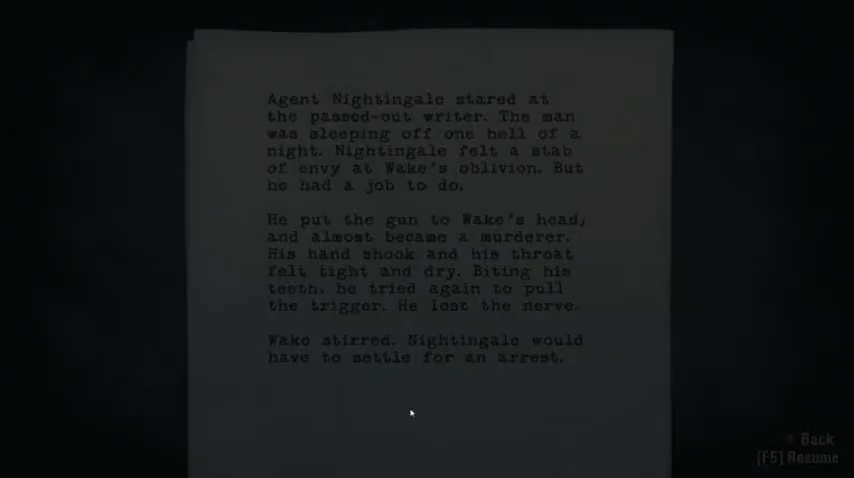 Agent Nightingale stared at
the passed-out writer. The man
was sleeping off one hell of a
night. Nightingale felt a stab
of envy at Wake's oblivion. But
he had a job to do.
He put the gun to Wake's head,
and almost became a murderer.
His hand shook and his throat
felt tight and dry. Biting his
teeth, he tried again to pull
the trigger. He lost the nerve.
Wake stirred. Nightingale would
have to settle for an arrest.
Back
[F5] Resume